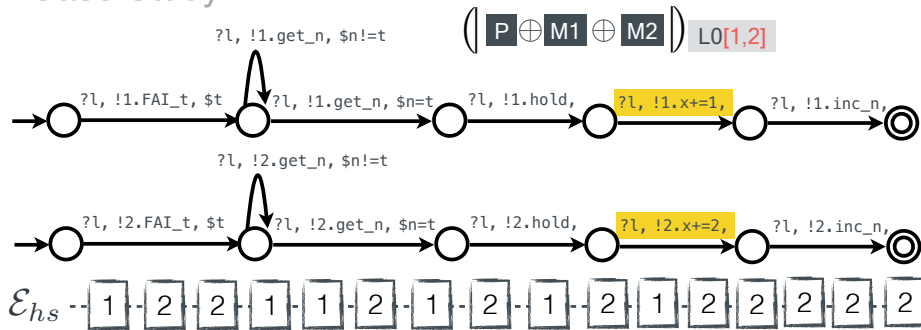 (| P ⊕ M1 ⊕ M2 |) L0[1,2]
?l, !1.get_n, $n!=t
?l, !1.FAI_t, $t ?l, !1.get_n, $n=t ?l, !1.hold, ?l, !1.x+=1, ?l, !1.inc_n,
?l, !2.get_n, $n!=t
?l, !2.FAI_t, $t ?l, !2.get_n, $n=t ?l, !2.hold, ?l, !2.x+=2, ?l, !2.inc_n,
ℰhs 1 2 2 1 1 2 1 2 1 2 1 2 2 2 2 2